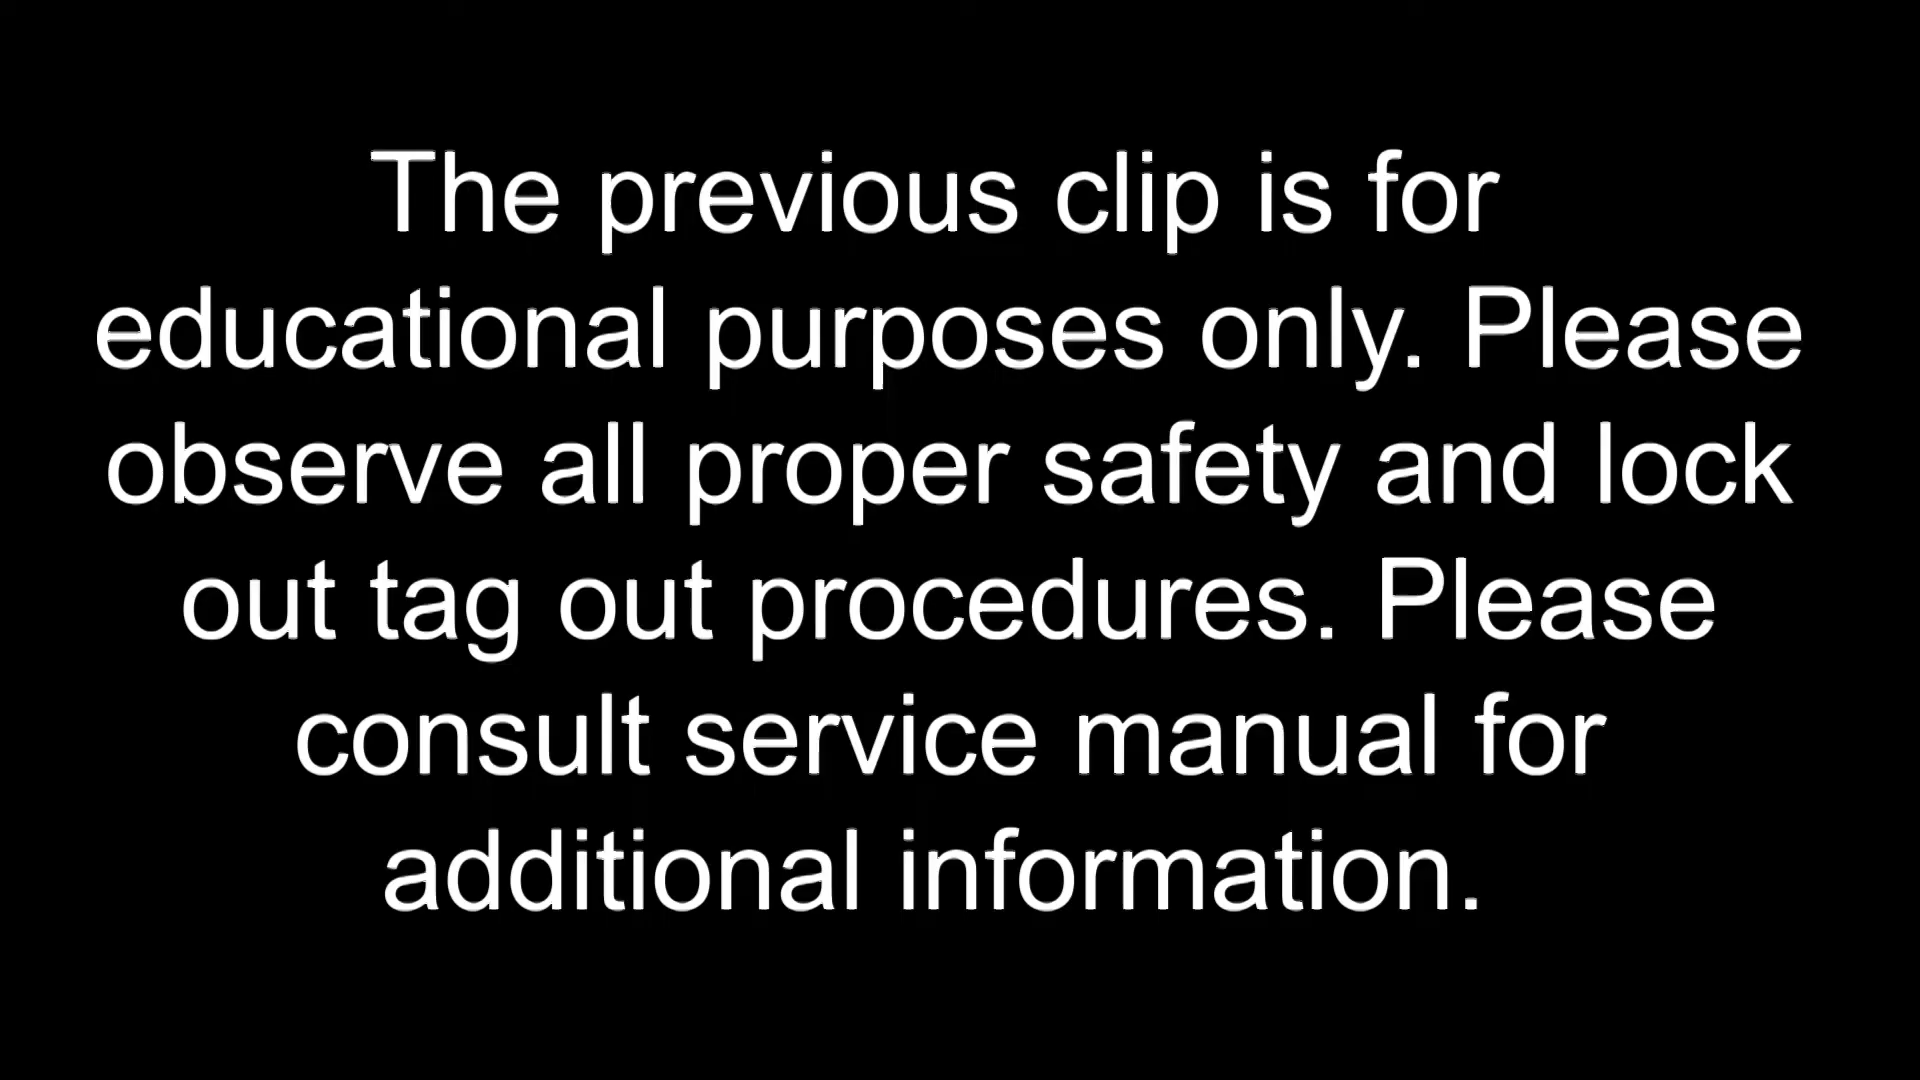 The previous clip is for
educational purposes only. Please
observe all proper safety and lock
out tag out procedures. Please
consult service manual for
additional information.